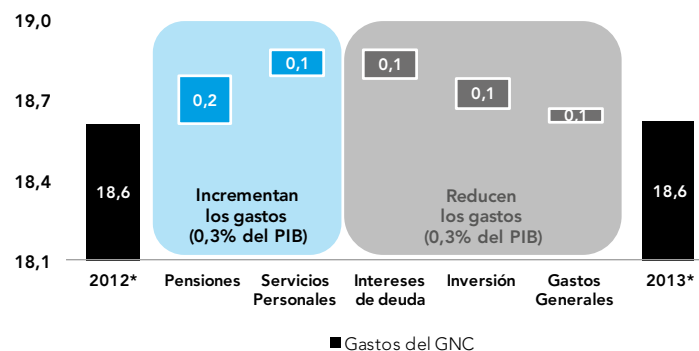 19,0
18,7
18,4
18,1
18,6
0,2
0,1
0,1
0,1
0,1
18,6
Incrementan
los gastos
(0,3% del PIB)
Reducen
los gastos
(0,3% del PIB)
2012*
Pensiones
Servicios
Personales
Intereses
de deuda
Inversión
Gastos
Generales
2013*
Gastos del GNC